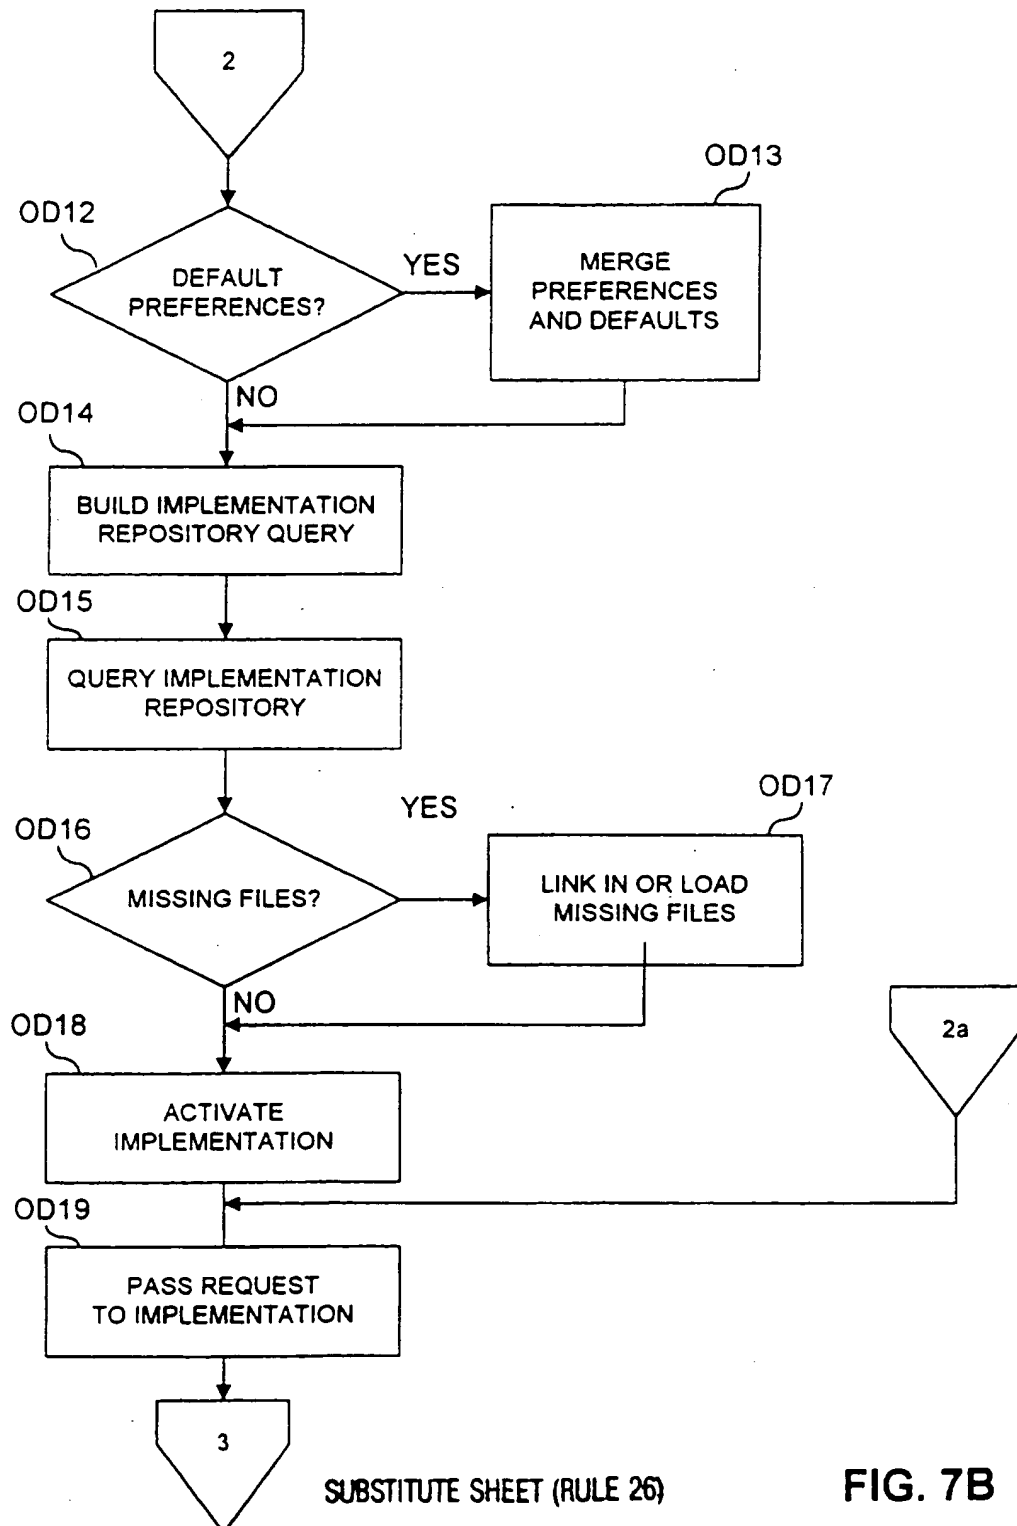 2
OD12
DEFAULT
PREFERENCES?
YES
OD13
MERGE
PREFERENCES
AND DEFAULTS
NO
OD14
BUILD IMPLEMENTATION
REPOSITORY QUERY
OD15
QUERY IMPLEMENTATION
REPOSITORY
OD16
MISSING FILES?
YES
OD17
LINK IN OR LOAD
MISSING FILES
NO
OD18
ACTIVATE
IMPLEMENTATION
2a
OD19
PASS REQUEST
TO IMPLEMENTATION
3
SUBSTITUTE SHEET (RULE 26)
FIG. 7B